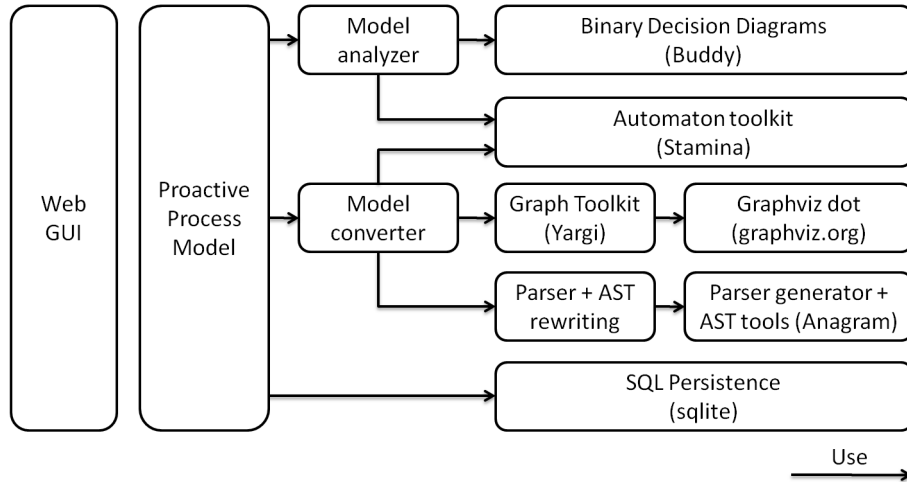 Web
GUI
Proactive
Process
Model
Model
analyzer
Binary Decision Diagrams
(Buddy)
Automaton toolkit
(Stamina)
Model
converter
Graph Toolkit
(Yargi)
Graphviz dot
(graphviz.org)
Parser + AST
rewriting
Parser generator +
AST tools (Anagram)
SQL Persistence
(sqlite)
Use